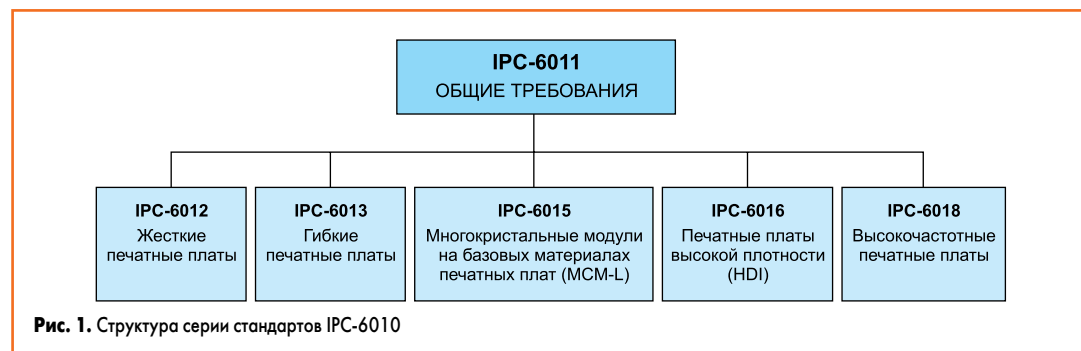 IPC-6011
ОБЩИЕ ТРЕБОВАНИЯ
IPC-6012
Жесткие
печатные платы
IPC-6013
Гибкие
печатные платы
IPC-6015
Многокристальные модули
на базовых материалах
печатных плат (MCM-L)
IPC-6016
Печатные платы
высокой плотности
(HDI)
IPC-6018
Высокочастотные
печатные платы
Рис. 1. Структура серии стандартов IPC-6010